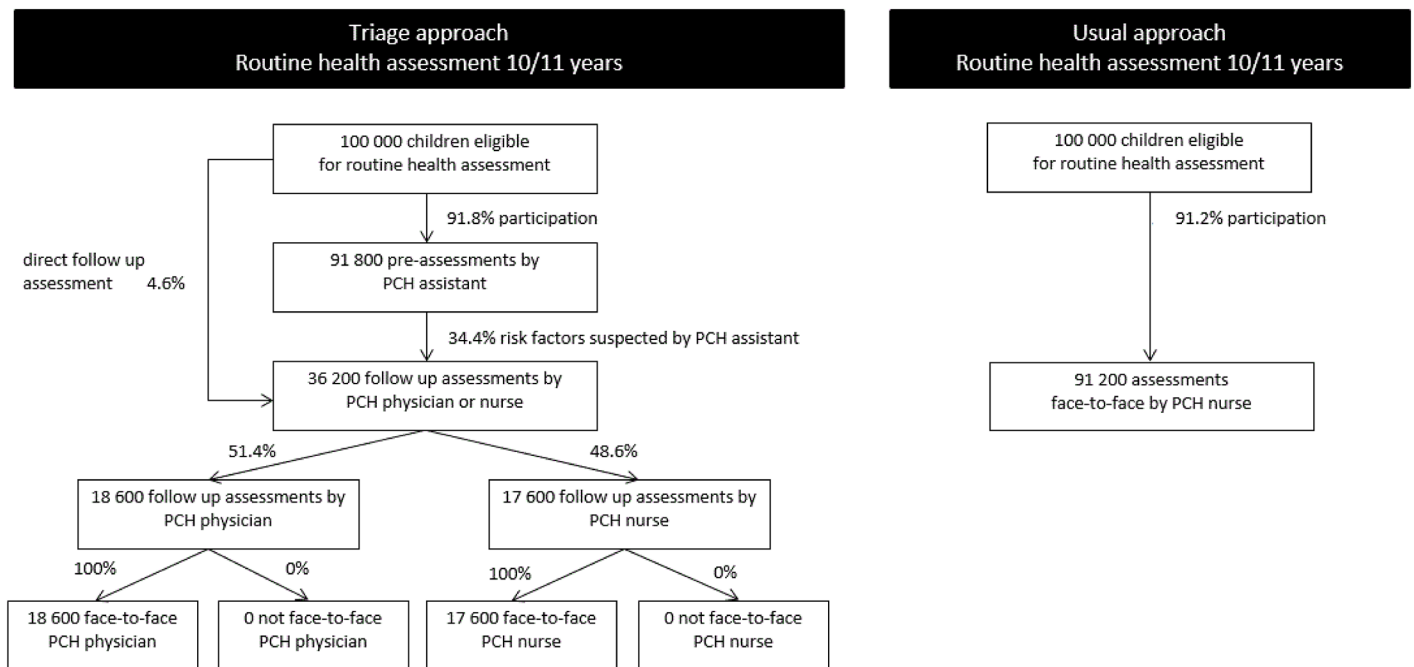 Triage approach
Routine health assessment 10/11 years
Usual approach
Routine health assessment 10/11 years
100 000 children eligible
for routine health assessment
91.8% participation
direct follow up
assessment 4.6%
91 800 pre-assessments by
PCH assistant
34.4% risk factors suspected by PCH assistant
36 200 follow up assessments by
PCH physician or nurse
51.4%
48.6%
18 600 follow up assessments by
PCH physician
17 600 follow up assessments by
PCH nurse
100%
0%
100%
0%
18 600 face-to-face
PCH physician
0 not face-to-face
PCH physician
17 600 face-to-face
PCH nurse
0 not face-to-face
PCH nurse
100 000 children eligible
for routine health assessment
91.2% participation
91 200 assessments
face-to-face by PCH nurse